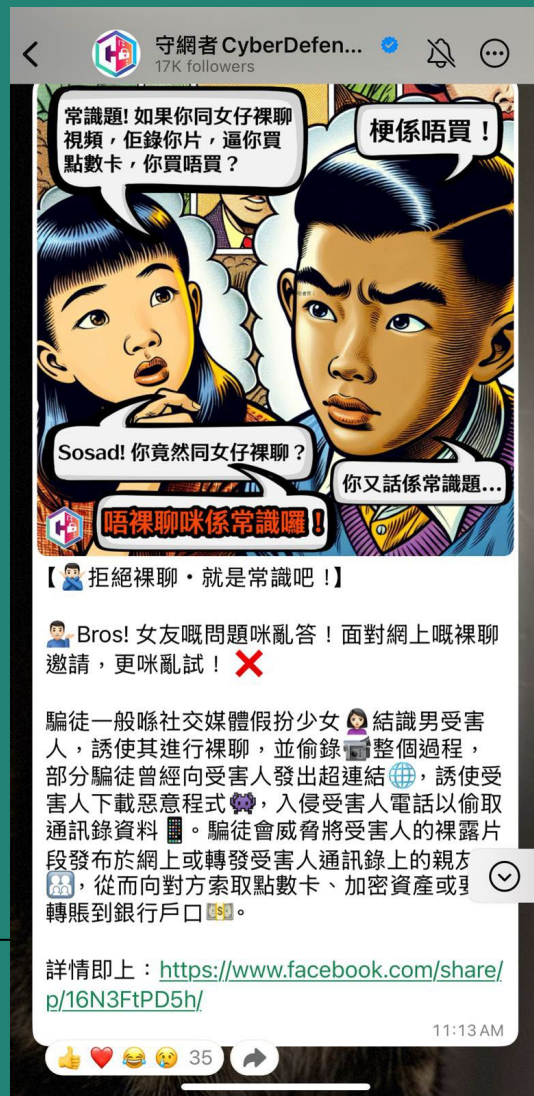 守網者CyberDefen...
17K followers
常識題! 如果你同女仔裸聊
視頻，佢錄你片，逼你買
點數卡，你買唔買？
梗係唔買！
Sosad! 你竟然同女仔裸聊？
你又話係常識題...
唔裸聊咪係常識囉！
【🙅🏻‍♂️拒絕裸聊・就是常識吧！】
💁🏻‍♂️Bros! 女友嘅問題咪亂答！面對網上嘅裸聊
邀請，更咪亂試！❌
騙徒一般喺社交媒體假扮少女👩🏻結識男受害
人，誘使其進行裸聊，並偷錄📹整個過程，
部分騙徒曾經向受害人發出超連結🌐，誘使受
害人下載惡意程式👾，入侵受害人電話以偷取
通訊錄資料📱。騙徒會威脅將受害人的裸露片
段發布於網上或轉發受害人通訊錄上的親友
，從而向對方索取點數卡、加密資產或要
轉賬到銀行戶口💵。
詳情即上：https://www.facebook.com/share/
p/16N3FtPD5h/
11:13 AM
👍❤️😂😢 35